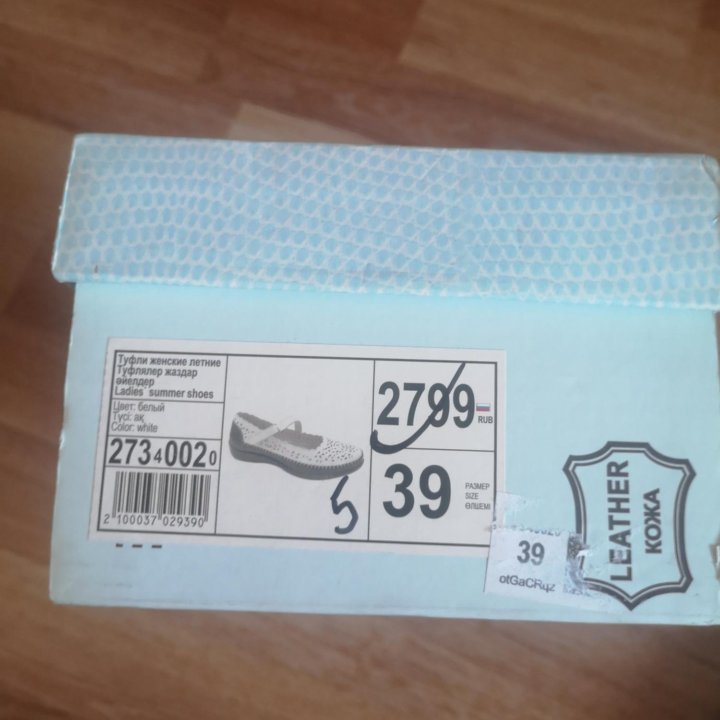 Туфли женские летние
Туфлялер жаздар
әйелдер
Ladies' summer shoes
Цвет: белый
Түсі: ақ
Color: white
27340020
2 100037 029390
5
2799
RUB
39
РАЗМЕР
SIZE
ӨЛШЕМІ
39
otGaCRqz
LEATHER
КОЖА